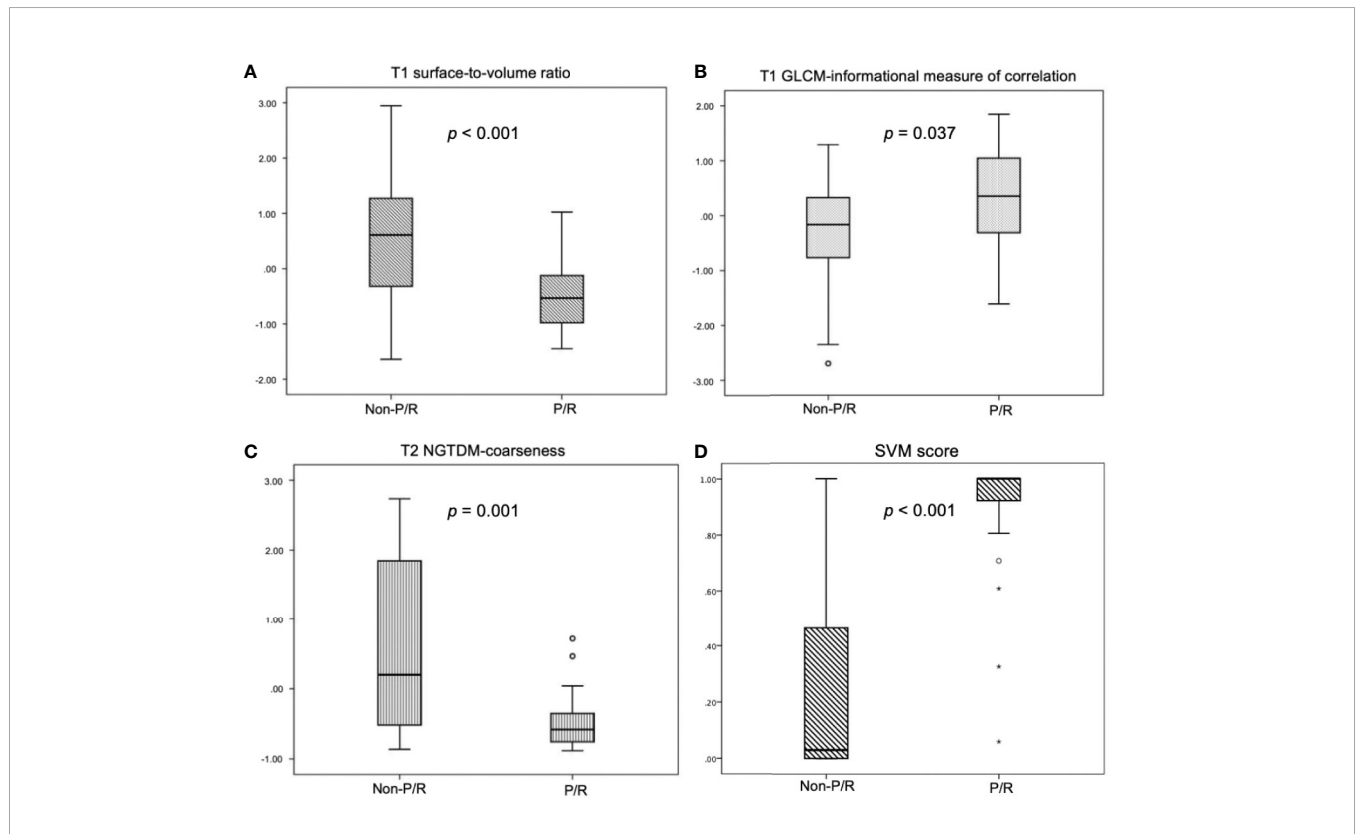 A
T1 surface-to-volume ratio
p < 0.001
3.00
2.00
1.00
.00
-1.00
-2.00
Non-P/R
P/R
B
T1 GLCM-informational measure of correlation
p = 0.037
2.00
1.00
.00
-1.00
-2.00
-3.00
Non-P/R
P/R
C
T2 NGTDM-coarseness
p = 0.001
3.00
2.00
1.00
.00
-1.00
Non-P/R
P/R
D
SVM score
p < 0.001
1.00
.80
.60
.40
.20
.00
Non-P/R
P/R